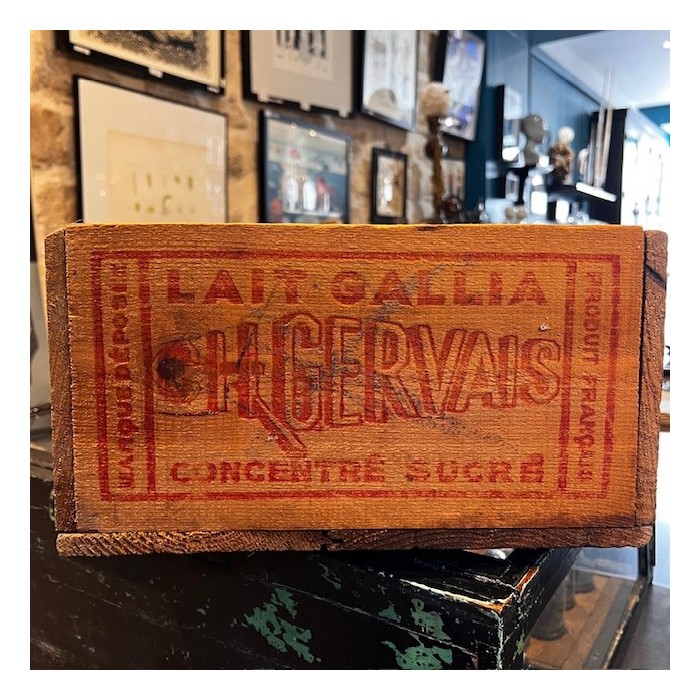 LAIT GALLIA
CH. GERVAIS
CONCENTRÉ SUCRÉ
MARQUE DÉPOSÉE
PRODUIT FRANÇAIS